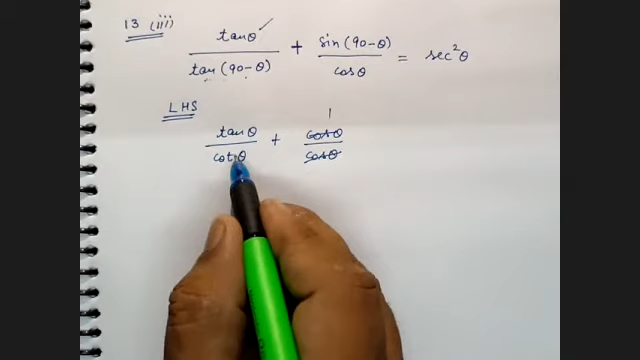 13 (iii)
tanθ / tan (90-θ) + sin (90-θ) / cosθ = sec²θ
LHS
1
tanθ / cotθ + cosθ / cosθ